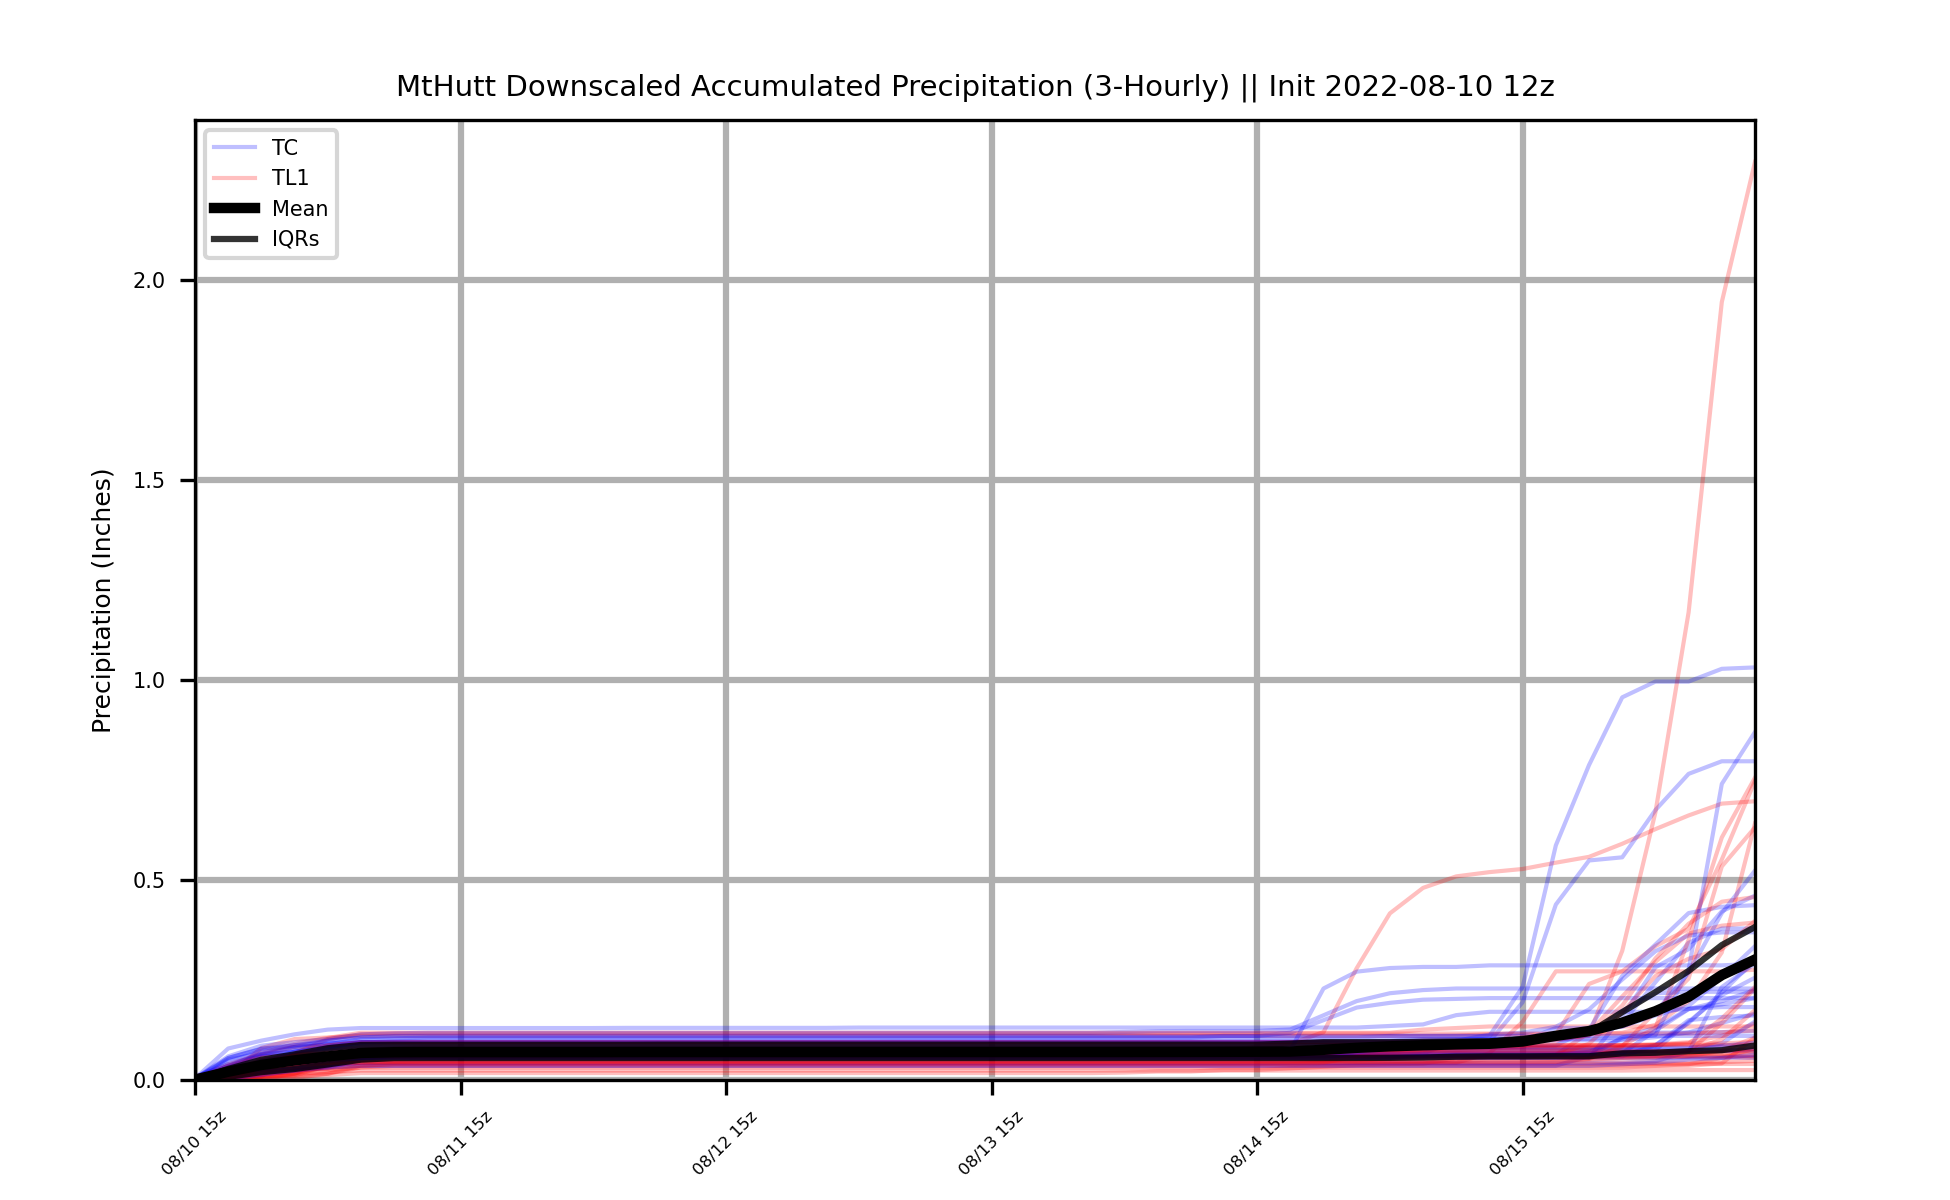 MtHutt Downscaled Accumulated Precipitation (3-Hourly) || Init 2022-08-10 12z
TC
TL1
Mean
IQRs
Precipitation (Inches)
2.0
1.5
1.0
0.5
0.0
08/10 15z
08/11 15z
08/12 15z
08/13 15z
08/14 15z
08/15 15z